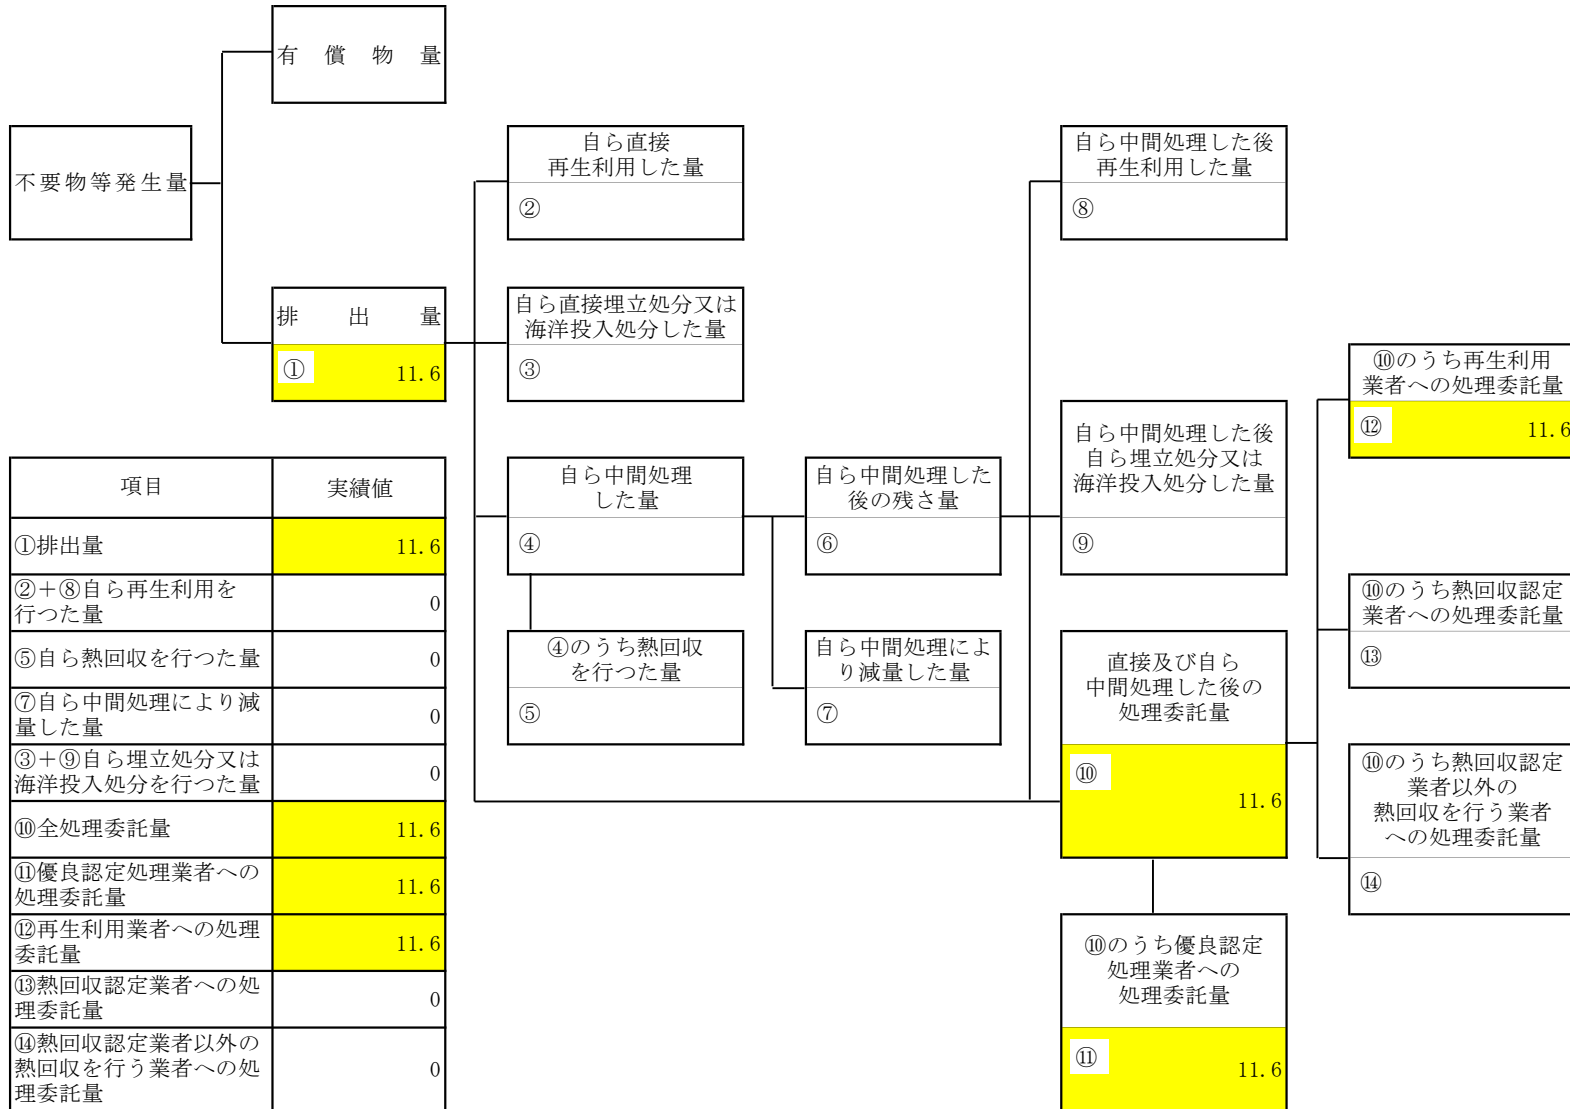 有償物量
不要物等発生量
排出量
① 11.6
自ら直接
再生利用した量
②
自ら直接埋立処分又は
海洋投入処分した量
③
自ら中間処理
した量
④
④のうち熱回収
を行つた量
⑤
自ら中間処理した
後の残さ量
⑥
自ら中間処理によ
り減量した量
⑦
自ら中間処理した後
再生利用した量
⑧
自ら中間処理した後
自ら埋立処分又は
海洋投入処分した量
⑨
直接及び自ら
中間処理した後の
処理委託量
⑩
11.6
⑩のうち優良認定
処理業者への
処理委託量
⑪ 11.6
⑩のうち再生利用
業者への処理委託量
⑫ 11.6
⑩のうち熱回収認定
業者への処理委託量
⑬
⑩のうち熱回収認定
業者以外の
熱回収を行う業者
への処理委託量
⑭
項目 実績値
①排出量 11.6
②+⑧自ら再生利用を
行つた量 0
⑤自ら熱回収を行つた量 0
⑦自ら中間処理により減
量した量 0
③+⑨自ら埋立処分又は
海洋投入処分を行つた量 0
⑩全処理委託量 11.6
⑪優良認定処理業者への
処理委託量 11.6
⑫再生利用業者への処理
委託量 11.6
⑬熱回収認定業者への処
理委託量 0
⑭熱回収認定業者以外の
熱回収を行う業者への処
理委託量 0